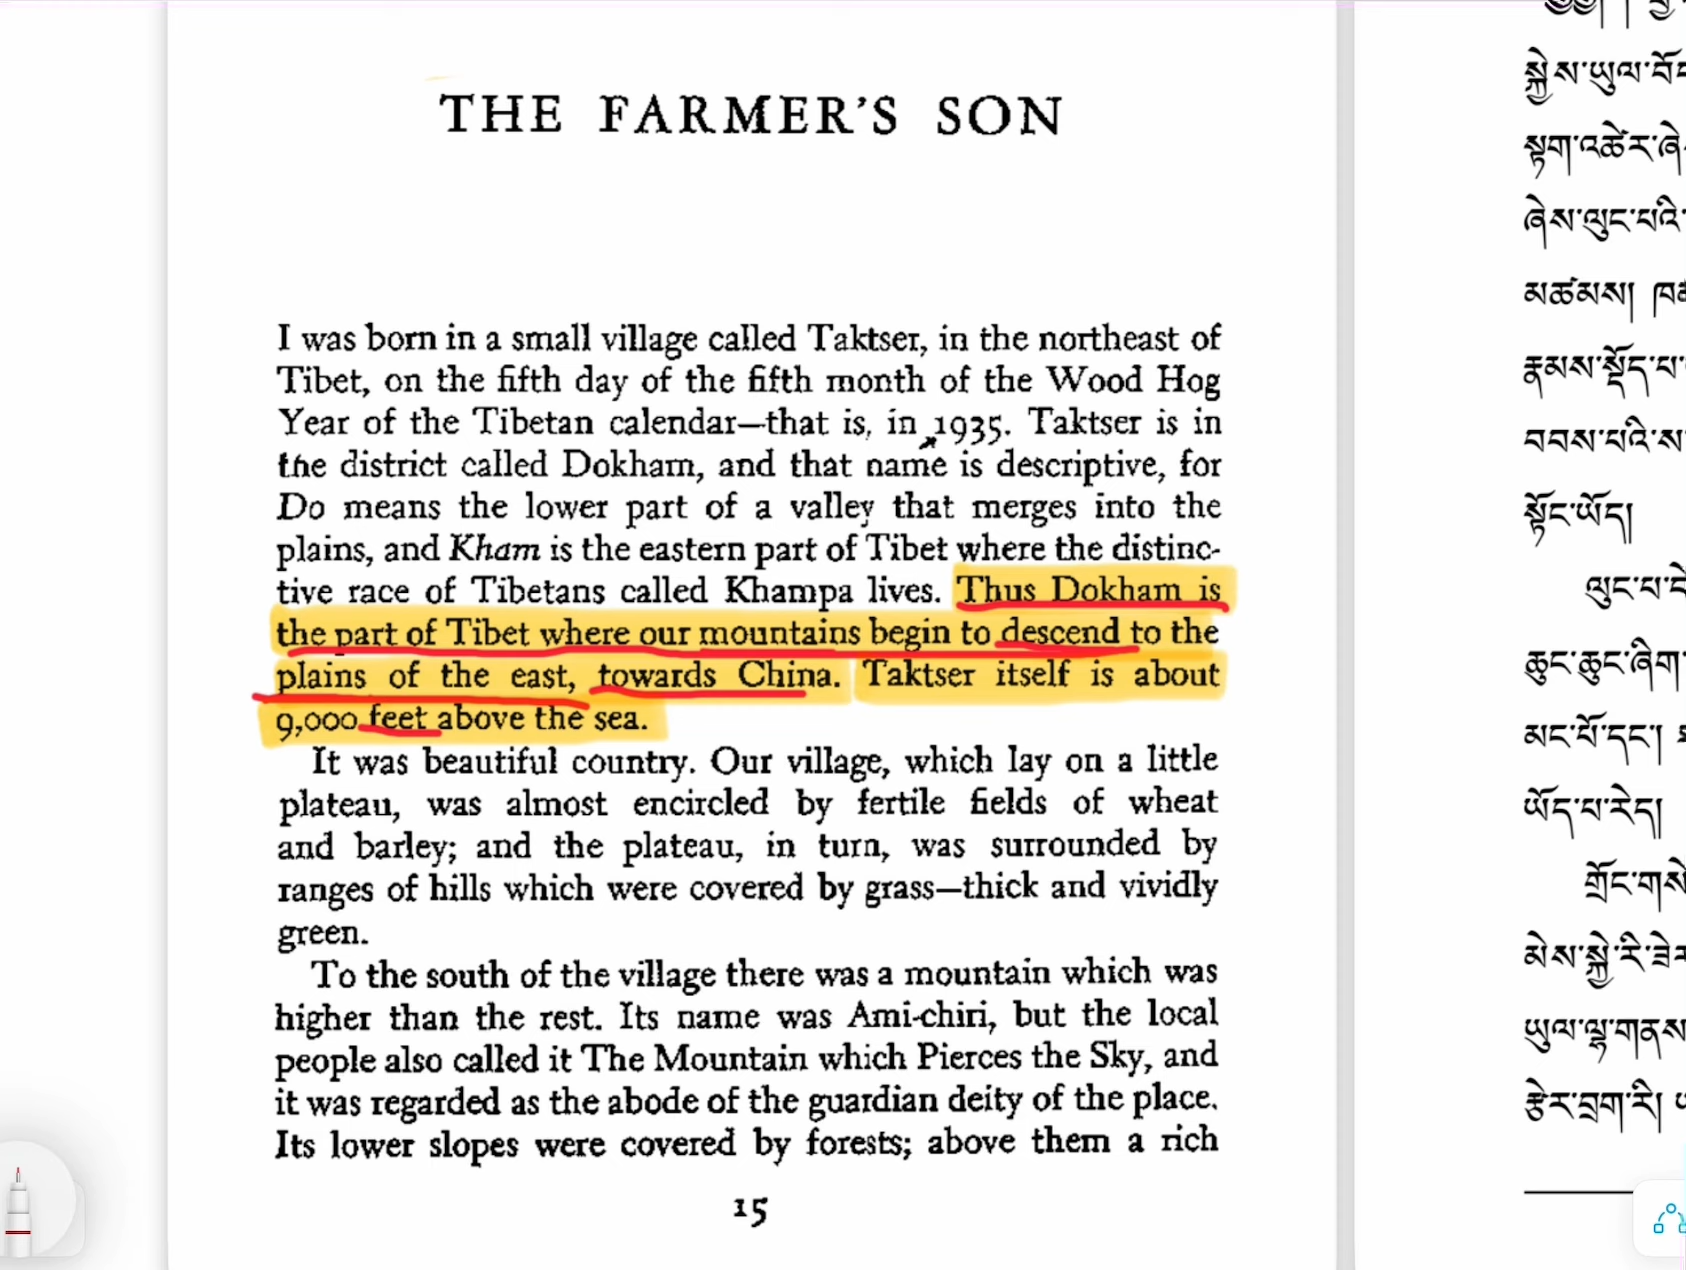 THE FARMER'S SON
I was born in a small village called Taktser, in the northeast of
Tibet, on the fifth day of the fifth month of the Wood Hog
Year of the Tibetan calendar—that is, in 1935. Taktser is in
the district called Dokham, and that name is descriptive, for
Do means the lower part of a valley that merges into the
plains, and Kham is the eastern part of Tibet where the distinc-
tive race of Tibetans called Khampa lives. Thus Dokham is
the part of Tibet where our mountains begin to descend to the
plains of the east, towards China. Taktser itself is about
9,000 feet above the sea.
It was beautiful country. Our village, which lay on a little
plateau, was almost encircled by fertile fields of wheat
and barley; and the plateau, in turn, was surrounded by
ranges of hills which were covered by grass—thick and vividly
green.
To the south of the village there was a mountain which was
higher than the rest. Its name was Ami-chiri, but the local
people also called it The Mountain which Pierces the Sky, and
it was regarded as the abode of the guardian deity of the place.
Its lower slopes were covered by forests; above them a rich
15
སྐྱེས་ཡུལ་
སྟག་འཚེར་ཞེ
ཞེས་ལུང་པའི་
མཚམས།
རྣམས་སྡོད་པ་
བབས་པའི་ས
སྟོང་ཡོད།
ལུང་པ་
ཆུང་ཆུང་ཞིག་
མང་པོ་དང་།
ཡོད་པ་རེད།
གྲོང་གསེ
མེས་སྐྱེ་རི་ཟེར
ཡུལ་ལྷ་གནས
རྩེར་བྲག་རི།